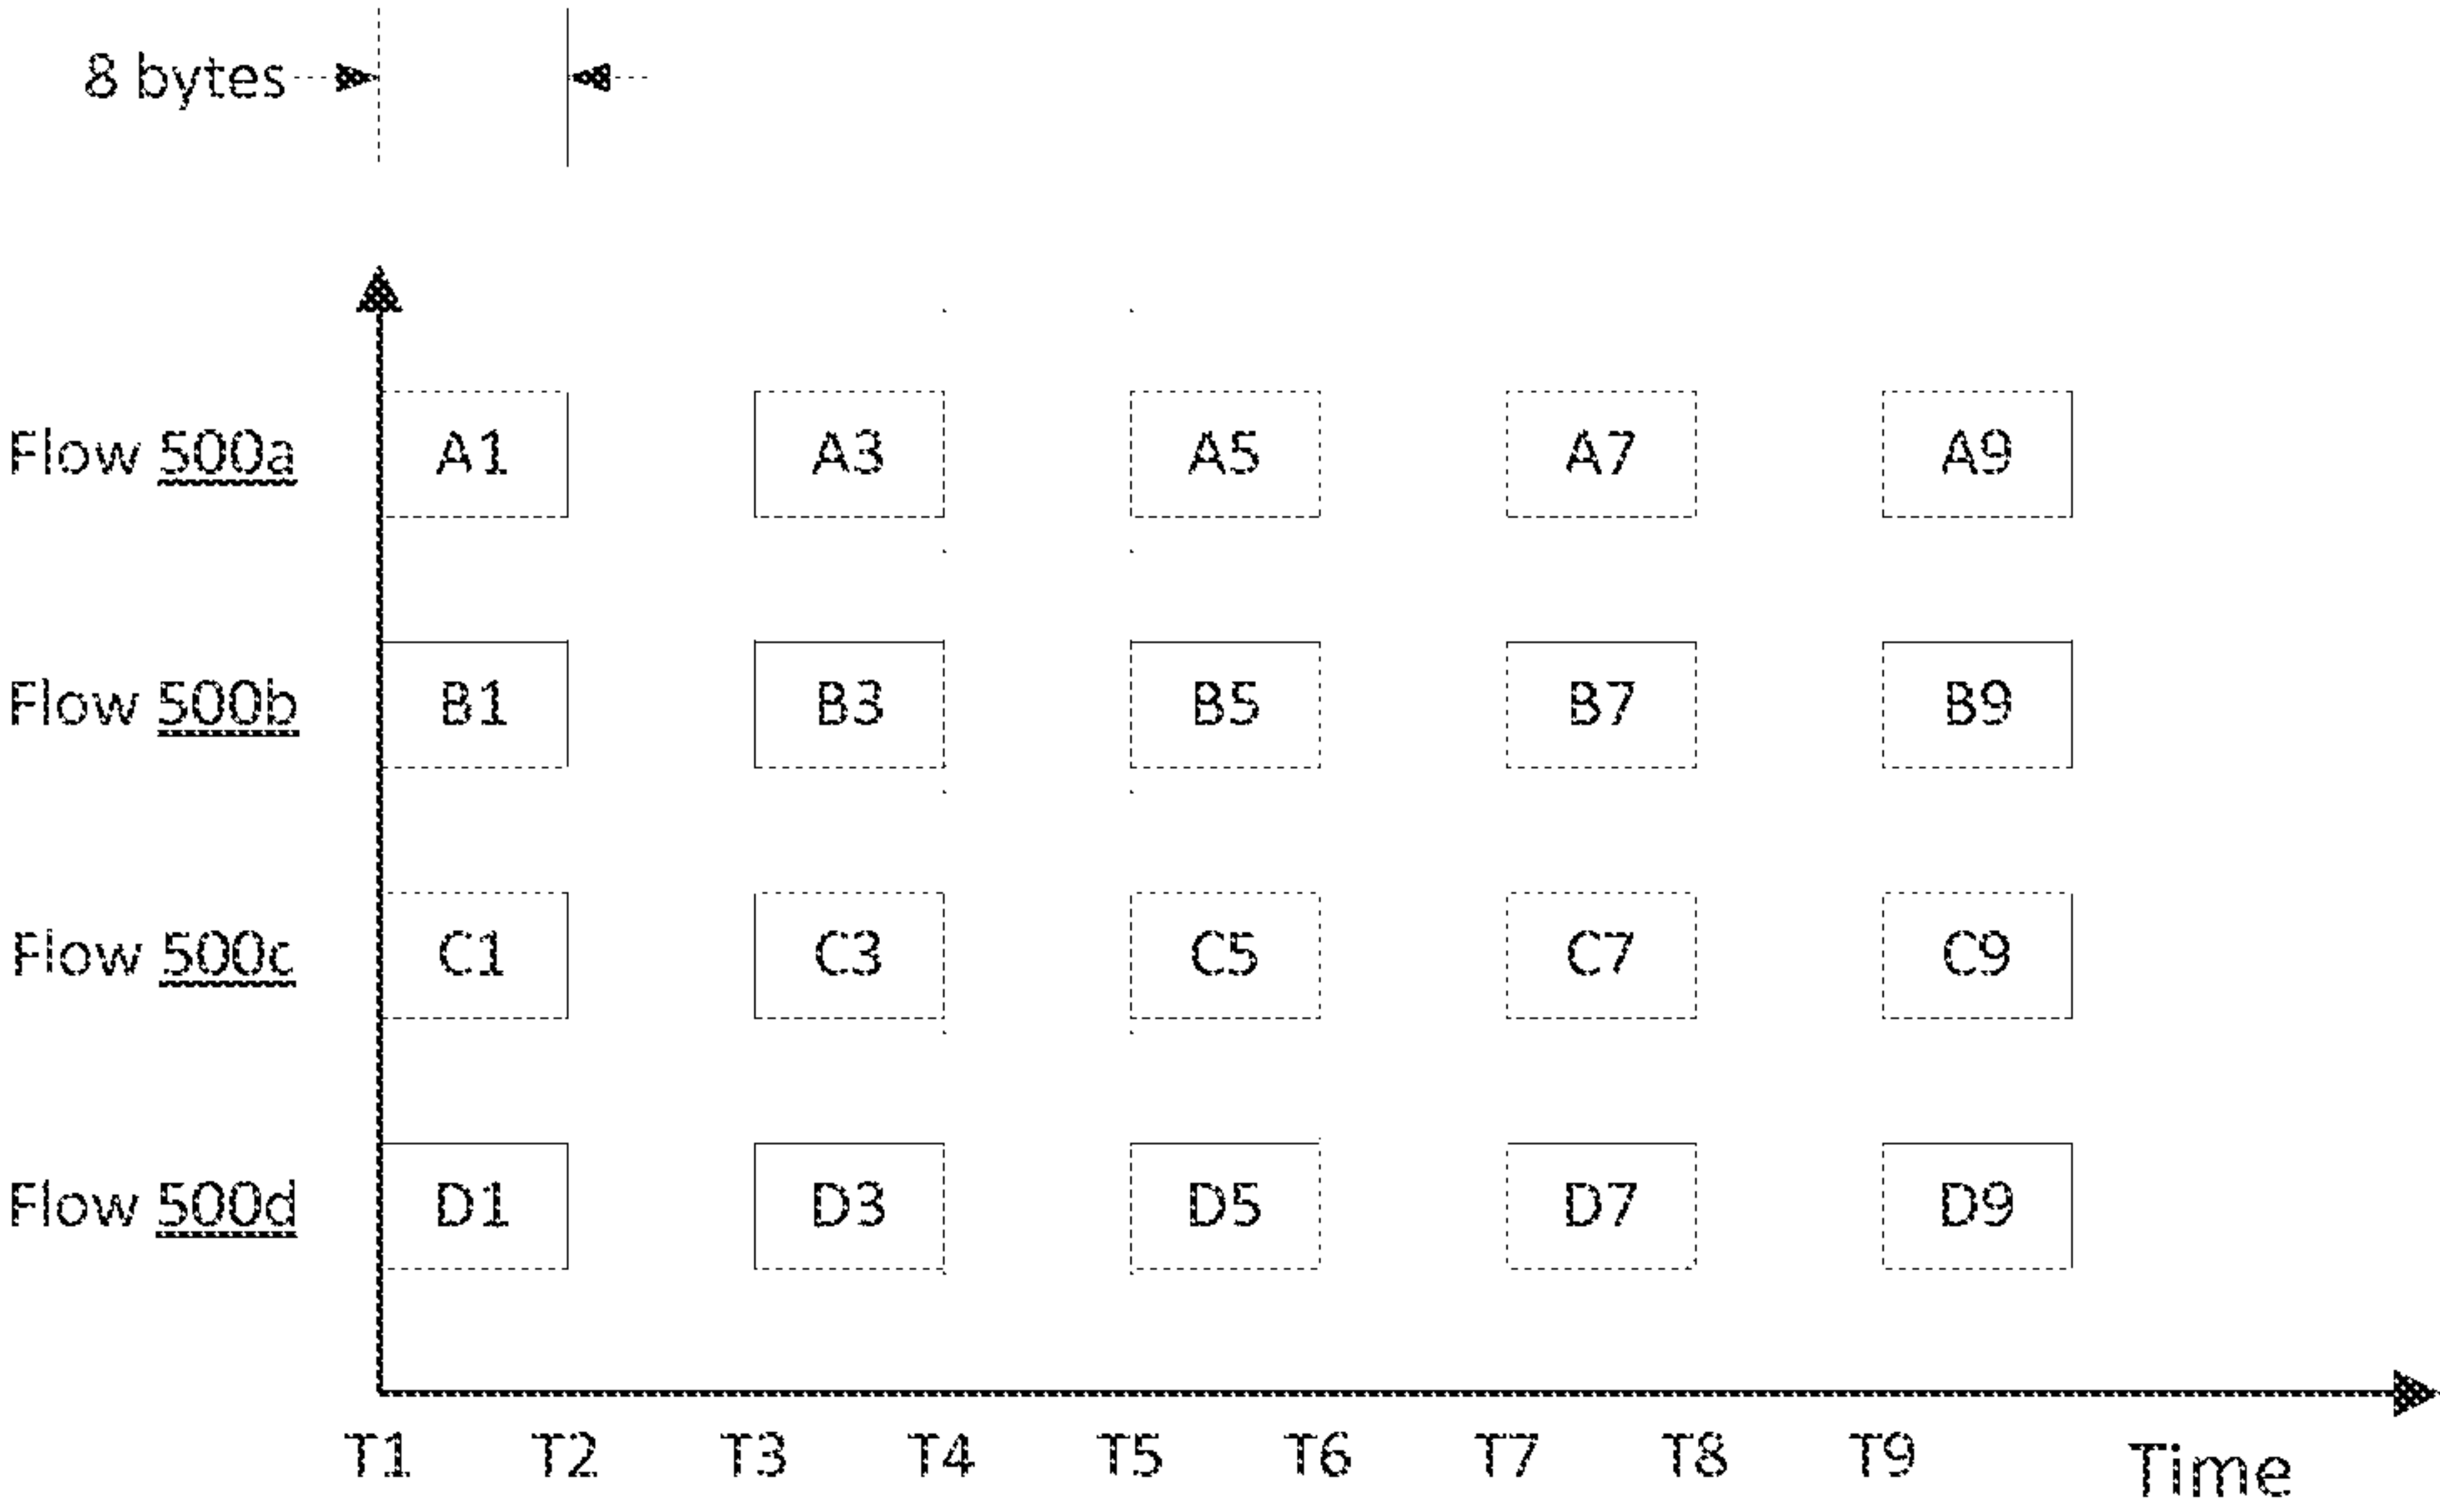 8 bytes
Flow 500a A1 A3 A5 A7 A9
Flow 500b B1 B3 B5 B7 B9
Flow 500c C1 C3 C5 C7 C9
Flow 500d D1 D3 D5 D7 D9
T1 T2 T3 T4 T5 T6 T7 T8 T9 Time